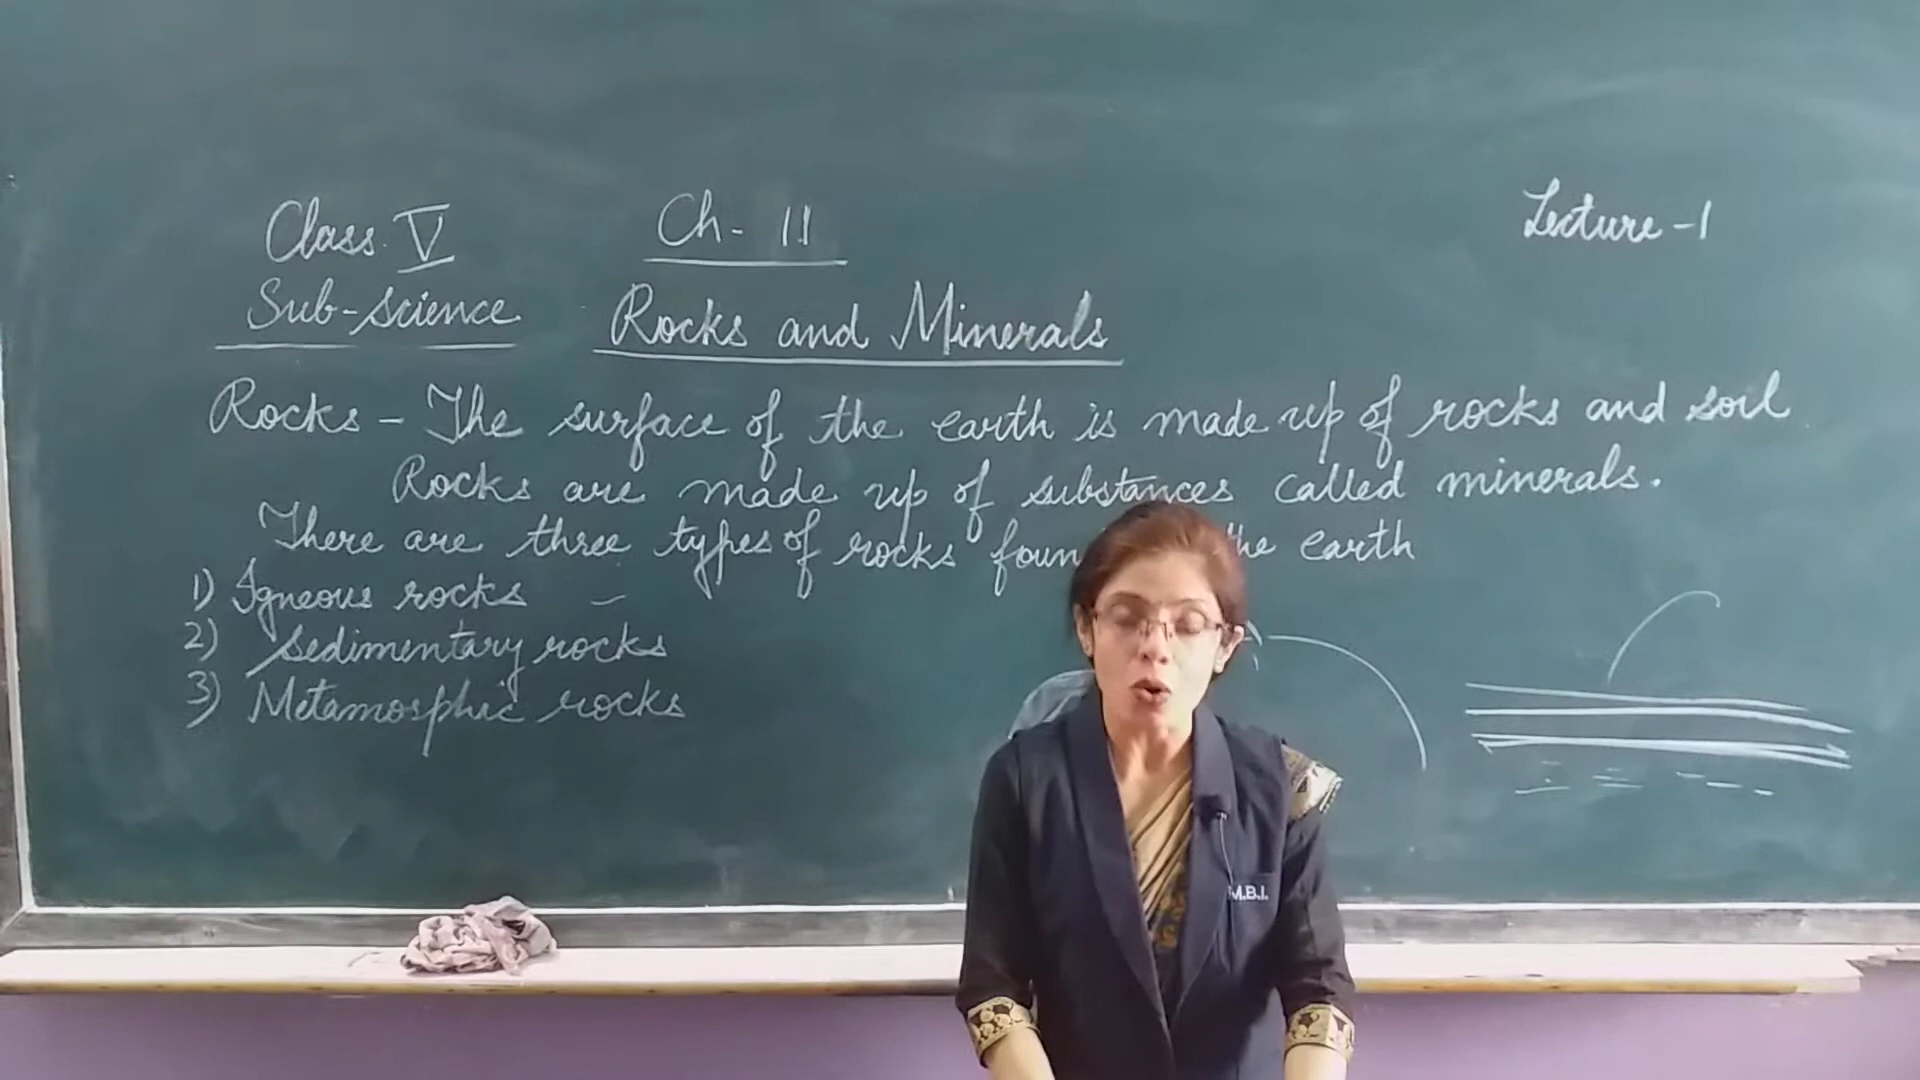 Class V Ch- 11 Lecture-1
Sub-science Rocks and Minerals
Rocks - The surface of the earth is made up of rocks and soil
Rocks are made up of substances called minerals.
There are three types of rocks foun the earth
1) Igneous rocks -
2) Sedimentary rocks
3) Metamorphic rocks
M.B.I.